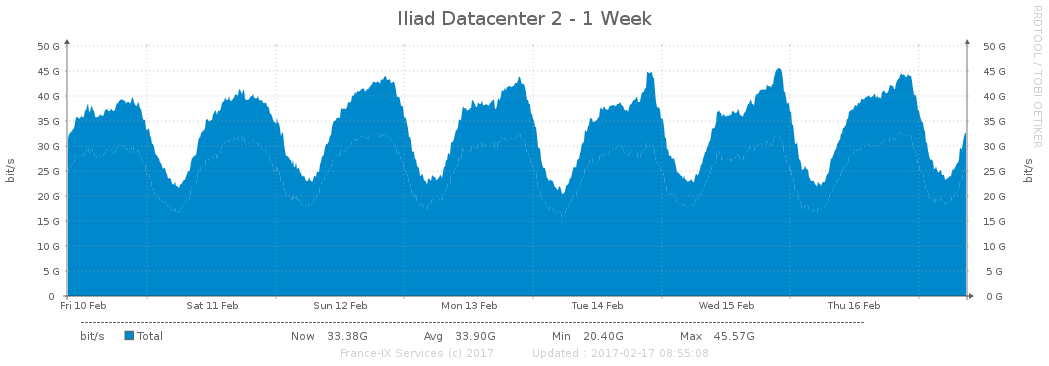 Iliad Datacenter 2 - 1 Week
RRDTOOL / TOBI OETIKER
50 G 50 G
45 G 45 G
40 G 40 G
35 G 35 G
30 G 30 G
25 G 25 G
20 G 20 G
15 G 15 G
10 G 10 G
5 G 5 G
0 0 G
bit/s
bit/s
Fri 10 Feb Sat 11 Feb Sun 12 Feb Mon 13 Feb Tue 14 Feb Wed 15 Feb Thu 16 Feb
bit/s Total Now 33.38G Avg 33.90G Min 20.40G Max 45.57G
France-IX Services (c) 2017 Updated : 2017-02-17 08:55:08